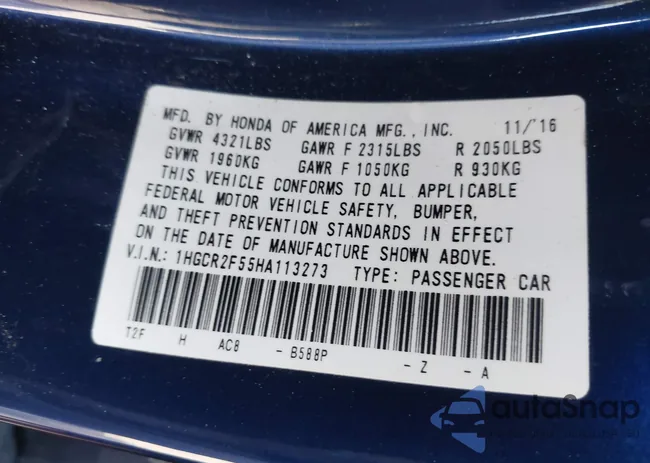 MFD. BY HONDA OF AMERICA MFG., INC. 11/'16
GVWR 4321LBS GAWR F 2315LBS R 2050LBS
GVWR 1960KG GAWR F 1050KG R 930KG
THIS VEHICLE CONFORMS TO ALL APPLICABLE
FEDERAL MOTOR VEHICLE SAFETY, BUMPER,
AND THEFT PREVENTION STANDARDS IN EFFECT
ON THE DATE OF MANUFACTURE SHOWN ABOVE.
V.I.N.: 1HGCR2F55HA113273 TYPE: PASSENGER CAR
T2F H AC8 - B588P - Z - A
autoSnap